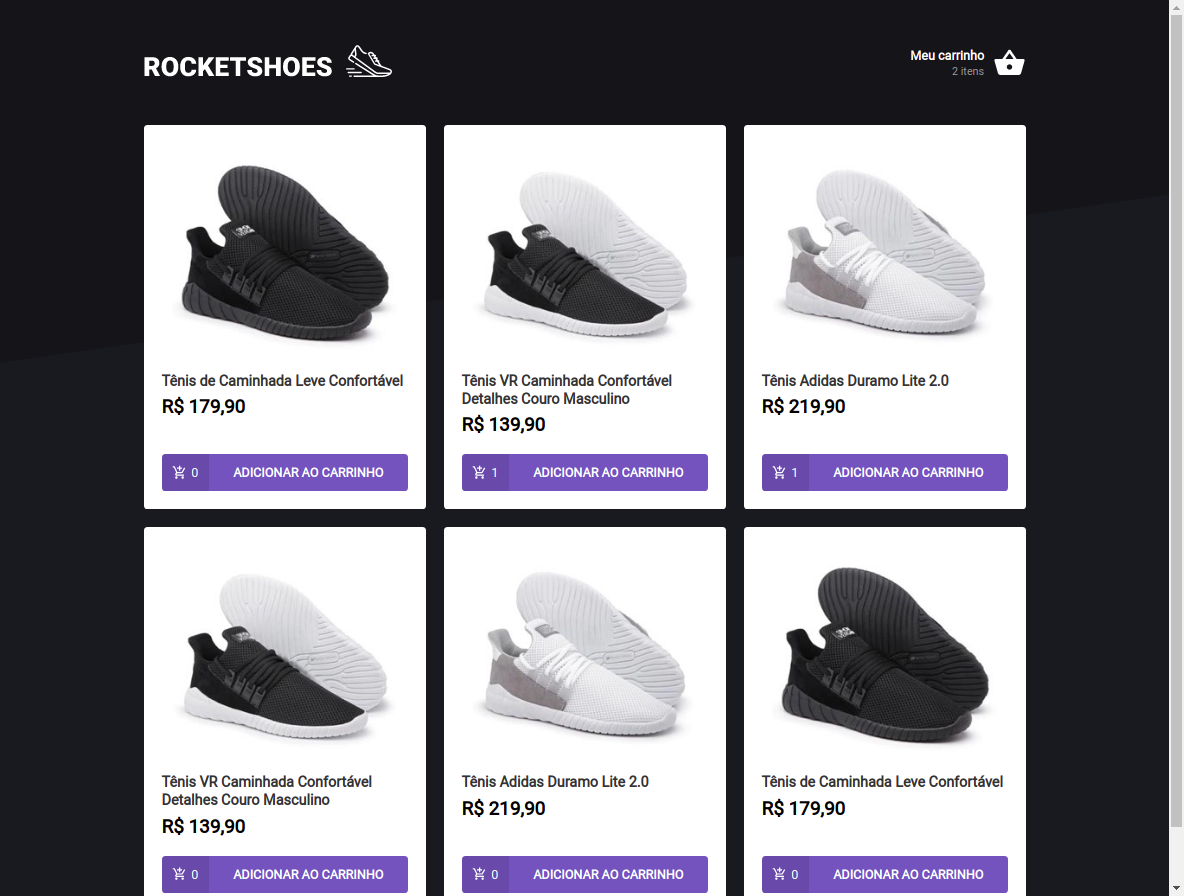 ROCKETSHOES
Meu carrinho
2 itens
Tênis de Caminhada Leve Confortável
R$ 179,90
0 ADICIONAR AO CARRINHO
Tênis VR Caminhada Confortável
Detalhes Couro Masculino
R$ 139,90
1 ADICIONAR AO CARRINHO
Tênis Adidas Duramo Lite 2.0
R$ 219,90
1 ADICIONAR AO CARRINHO
Tênis VR Caminhada Confortável
Detalhes Couro Masculino
R$ 139,90
0 ADICIONAR AO CARRINHO
Tênis Adidas Duramo Lite 2.0
R$ 219,90
0 ADICIONAR AO CARRINHO
Tênis de Caminhada Leve Confortável
R$ 179,90
0 ADICIONAR AO CARRINHO